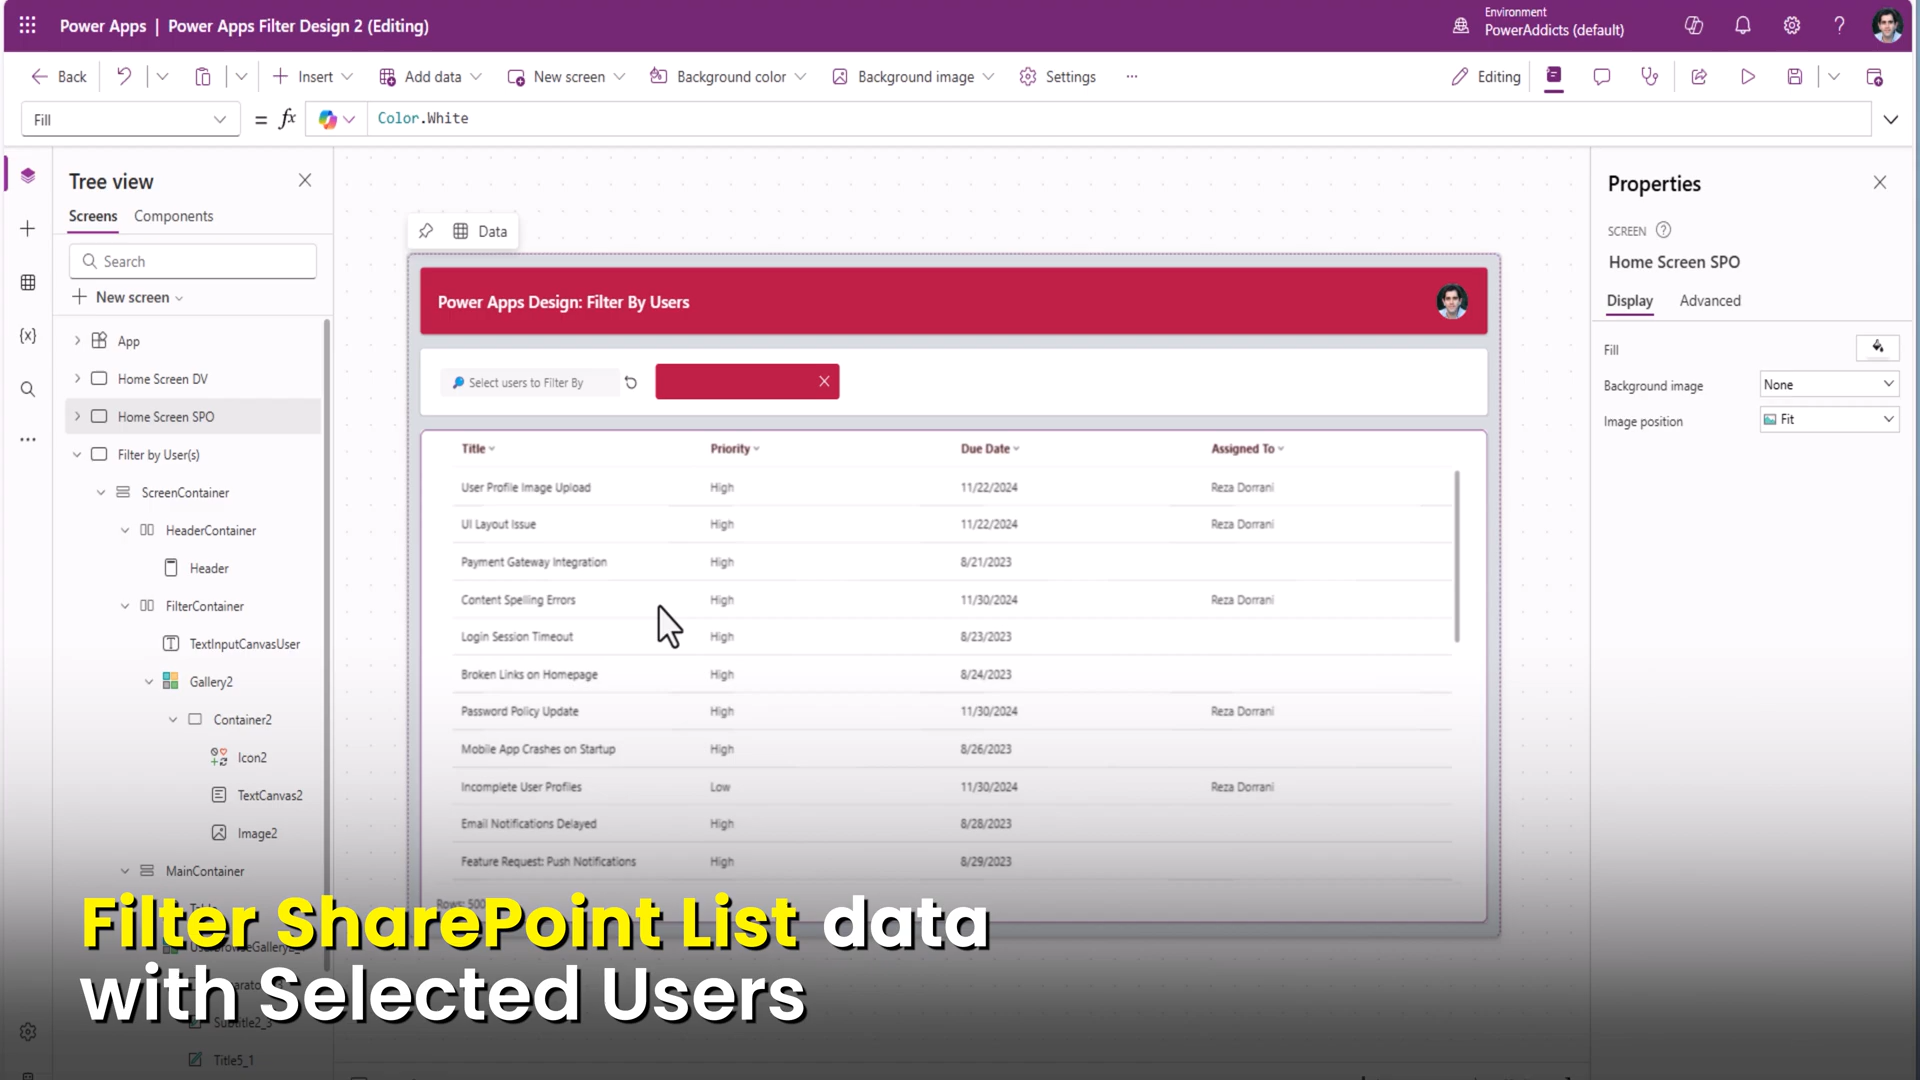 Power Apps | Power Apps Filter Design 2 (Editing)
Environment
PowerAddicts (default)
Back
Insert
Add data
New screen
Background color
Background image
Settings
Editing
Fill
= fx
Color.White
Tree view
Screens
Components
Search
New screen
App
Home Screen DV
Home Screen SPO
Filter by User(s)
ScreenContainer
HeaderContainer
Header
FilterContainer
TextInputCanvasUser
Gallery2
Container2
Icon2
TextCanvas2
Image2
MainContainer
Title5_1
Data
Power Apps Design: Filter By Users
Select users to Filter By
Title Priority Due Date Assigned To
User Profile Image Upload High 11/22/2024 Reza Dorrani
UI Layout Issue High 11/22/2024 Reza Dorrani
Payment Gateway Integration High 8/21/2023
Content Spelling Errors High 11/30/2024 Reza Dorrani
Login Session Timeout High 8/23/2023
Broken Links on Homepage High 8/24/2023
Password Policy Update High 11/30/2024 Reza Dorrani
Mobile App Crashes on Startup High 8/26/2023
Incomplete User Profiles Low 11/30/2024 Reza Dorrani
Email Notifications Delayed High 8/28/2023
Feature Request: Push Notifications High 8/29/2023
Properties
SCREEN
Home Screen SPO
Display
Advanced
Fill
Background image None
Image position Fit
Filter SharePoint List data
with Selected Users